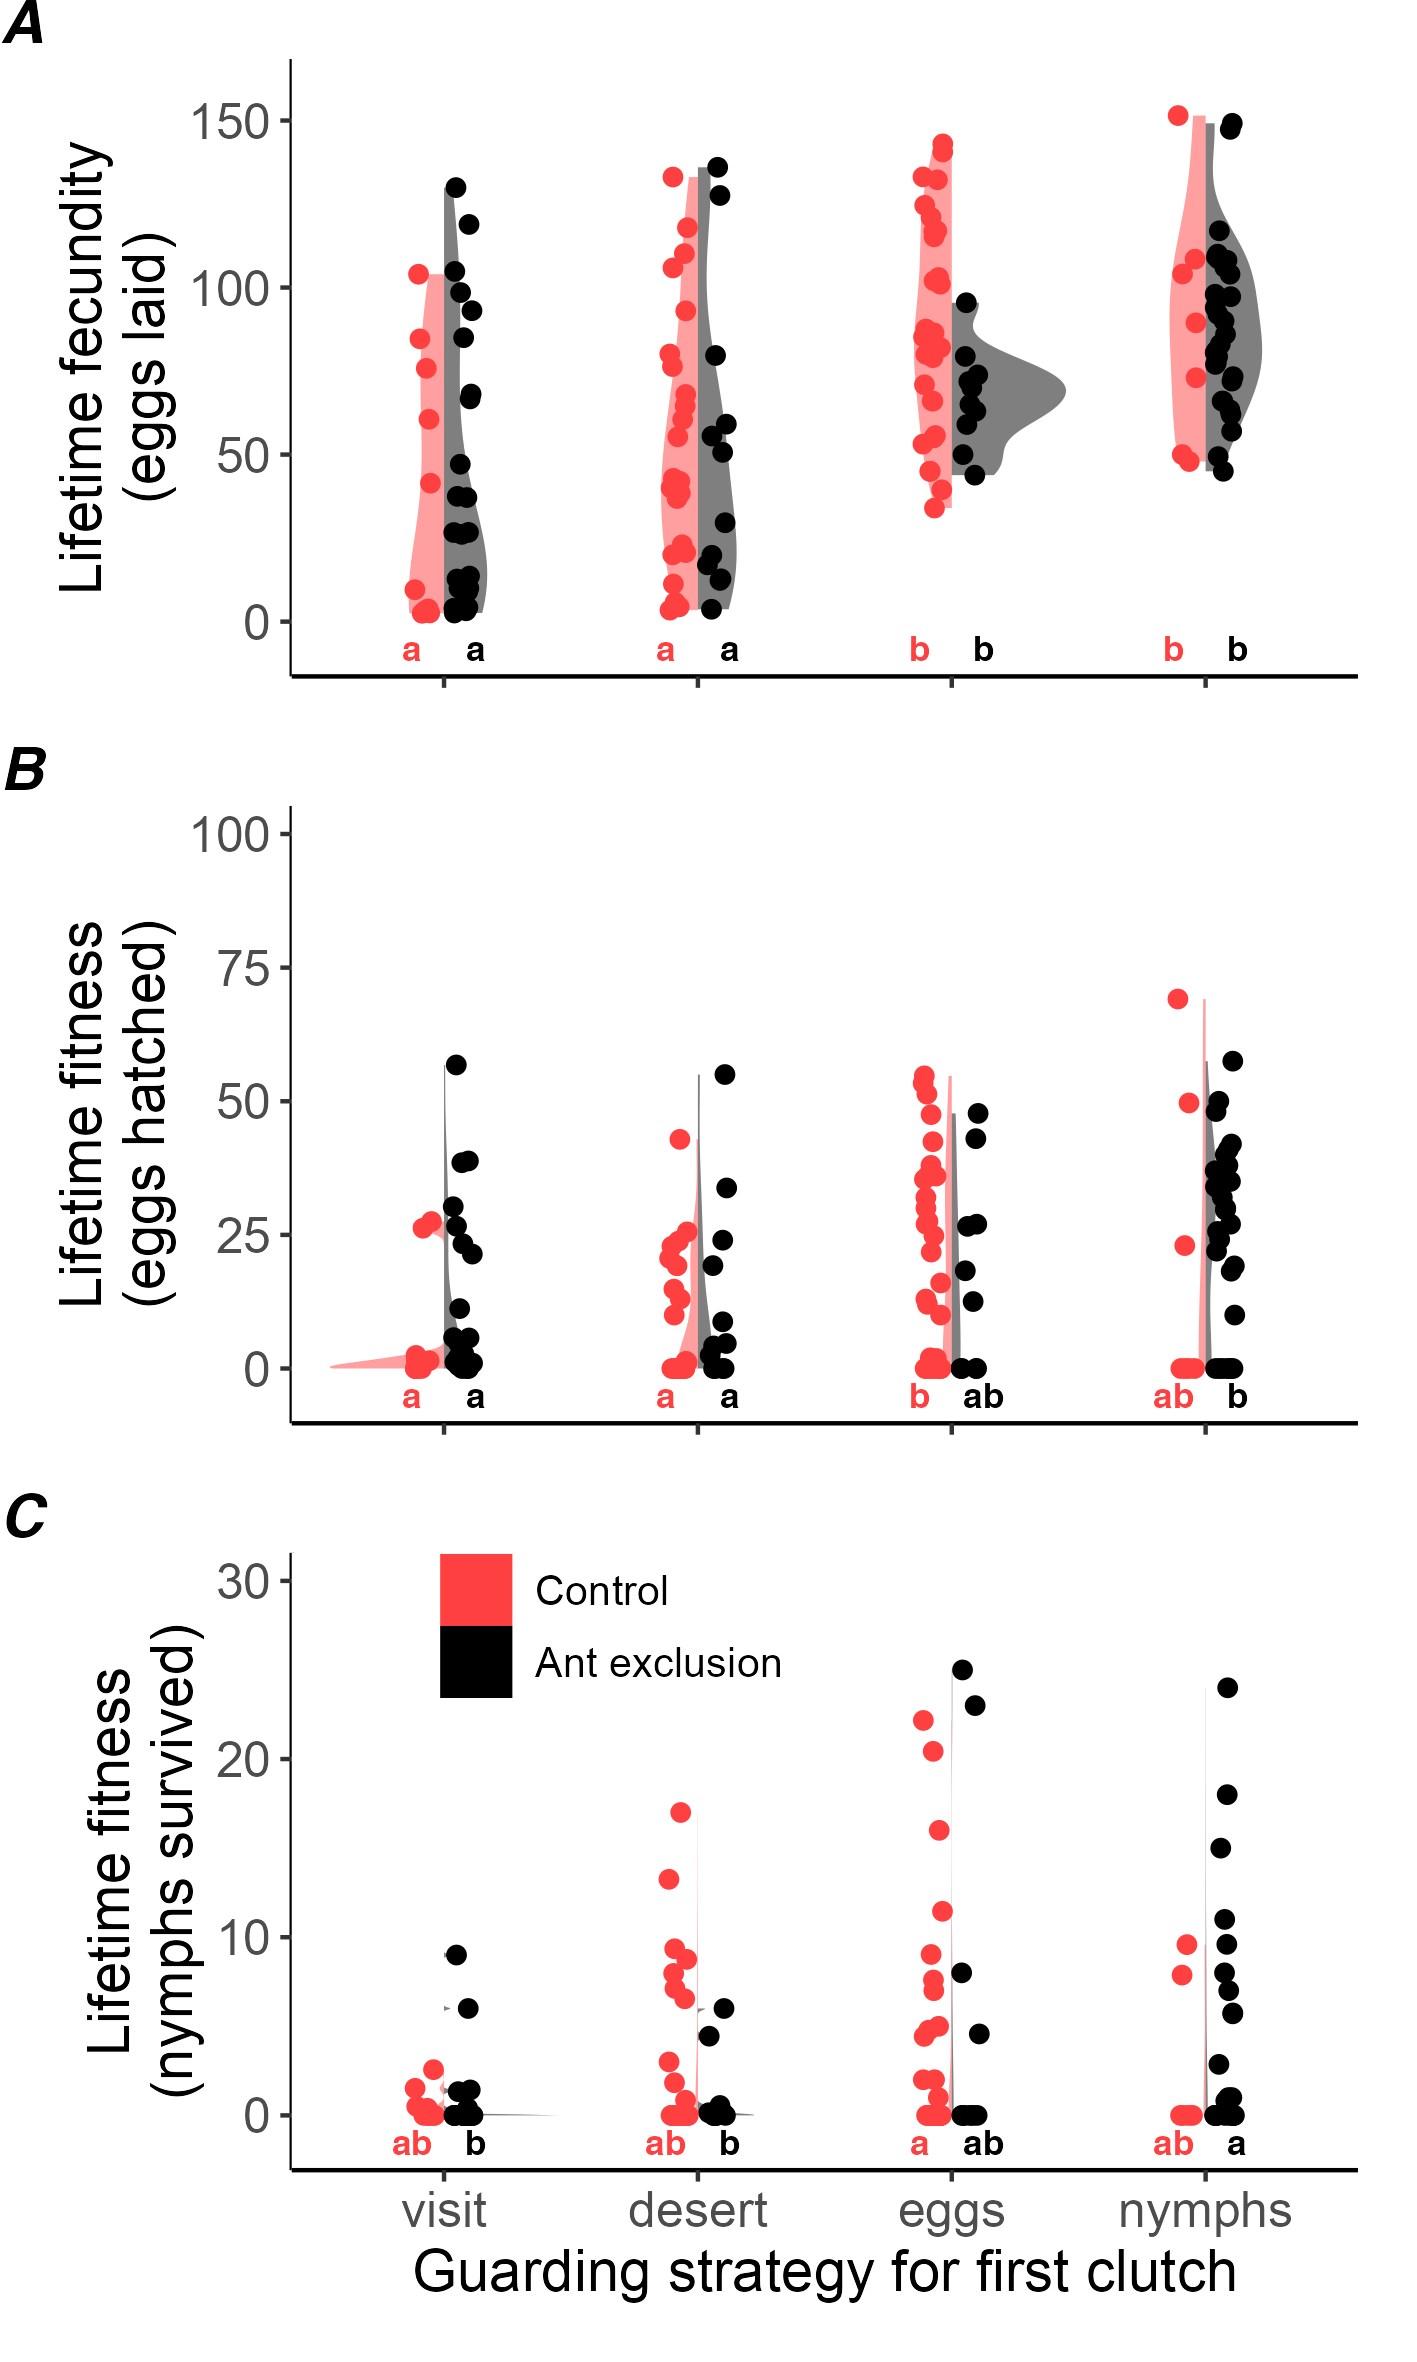 A
Lifetime fecundity
(eggs laid)
150
100
50
0
a a a a b b b b
B
Lifetime fitness
(eggs hatched)
100
75
50
25
0
a a a a b ab ab b
C
Lifetime fitness
(nymphs survived)
30
20
10
0
Control
Ant exclusion
ab b ab b a ab ab a
visit desert eggs nymphs
Guarding strategy for first clutch